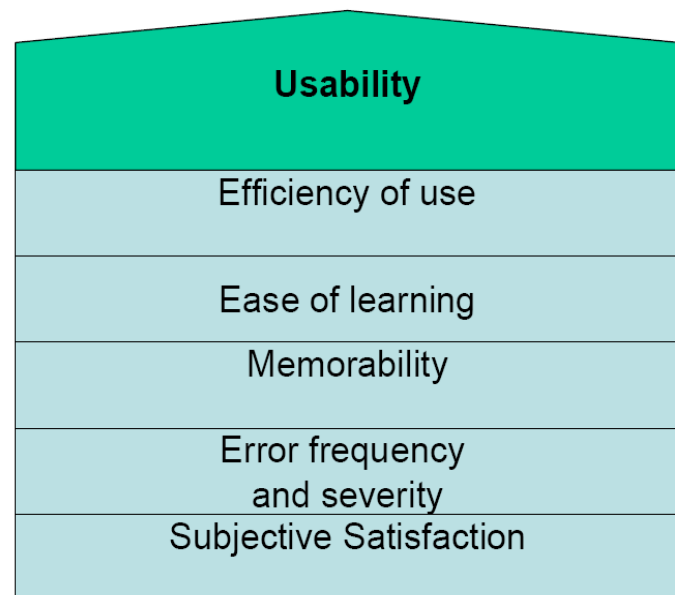 Usability
Efficiency of use
Ease of learning
Memorability
Error frequency
and severity
Subjective Satisfaction